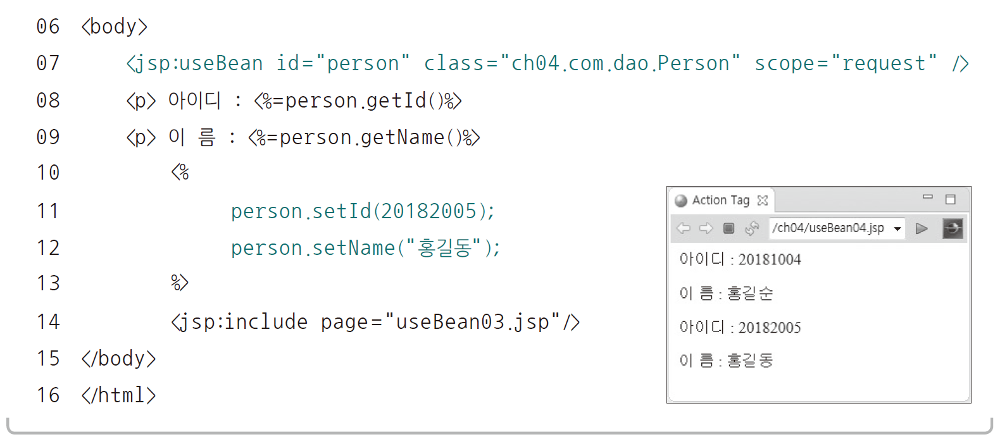 06 <body>
07 <jsp:useBean id="person" class="ch04.com.dao.Person" scope="request" />
08 <p> 아이디 : <%=person.getId()%>
09 <p> 이 름 : <%=person.getName()%>
10 <%
11 person.setId(20182005);
12 person.setName("홍길동");
13 %>
14 <jsp:include page="useBean03.jsp"/>
15 </body>
16 </html>
Action Tag
/ch04/useBean04.jsp
아이디 : 20181004
이 름 : 홍길순
아이디 : 20182005
이 름 : 홍길동